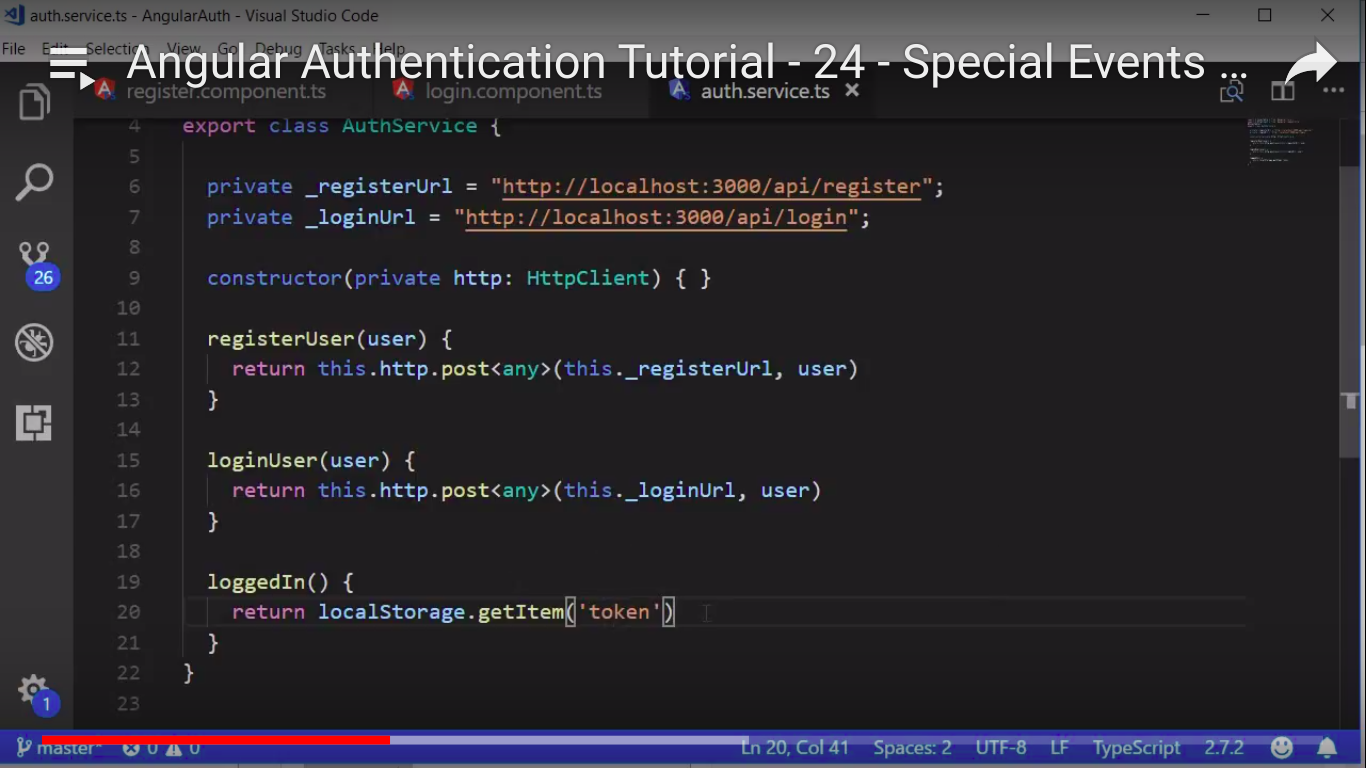 auth.service.ts - AngularAuth - Visual Studio Code
File Edit Selection View Go Debug Tasks Help
Angular Authentication Tutorial - 24 - Special Events ...
register.component.ts login.component.ts auth.service.ts
4 export class AuthService {
5
6 private _registerUrl = "http://localhost:3000/api/register";
7 private _loginUrl = "http://localhost:3000/api/login";
8
9 constructor(private http: HttpClient) { }
10
11 registerUser(user) {
12 return this.http.post<any>(this._registerUrl, user)
13 }
14
15 loginUser(user) {
16 return this.http.post<any>(this._loginUrl, user)
17 }
18
19 loggedIn() {
20 return localStorage.getItem('token')
21 }
22 }
23
26
1
master* 0 0 Ln 20, Col 41 Spaces: 2 UTF-8 LF TypeScript 2.7.2